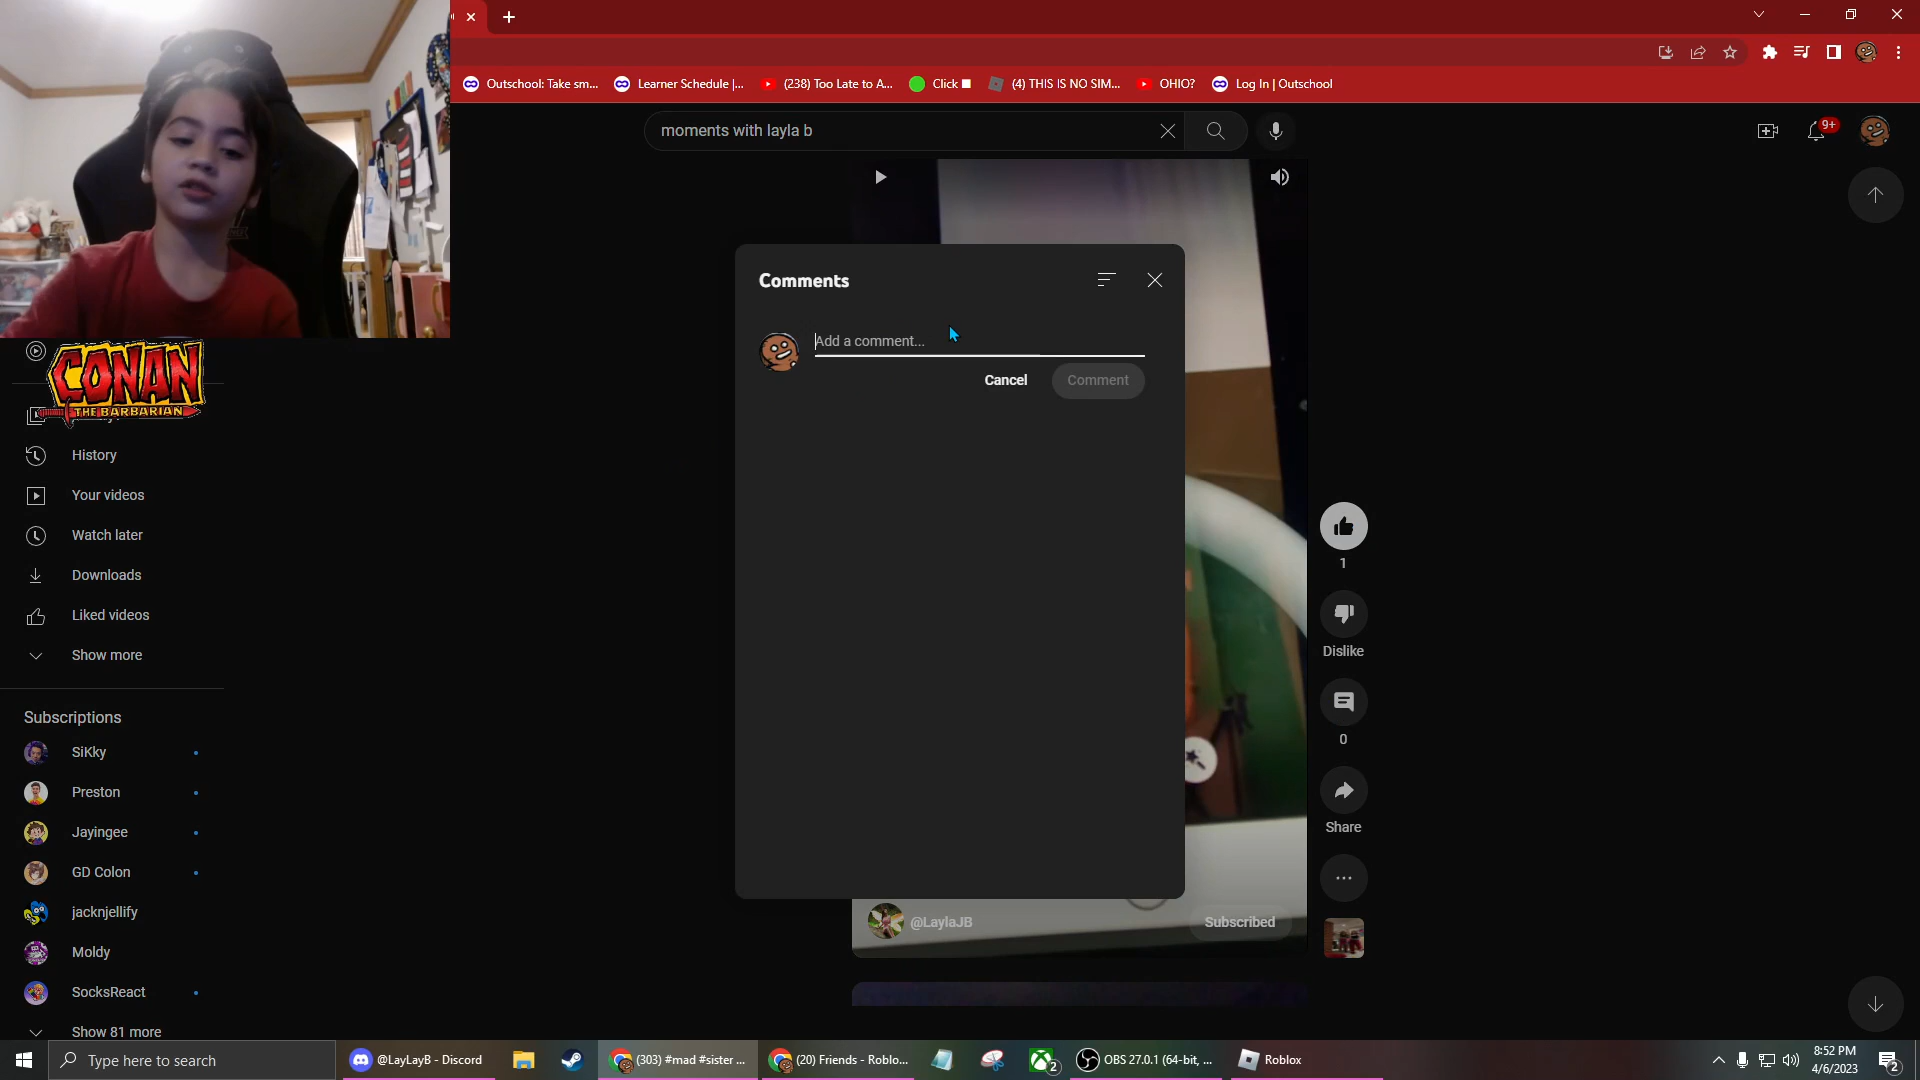 Outschool: Take sm...
Learner Schedule |...
(238) Too Late to A...
Click
(4) THIS IS NO SIM...
OHIO?
Log In | Outschool
moments with layla b
9+
Comments
Add a comment...
Cancel
Comment
CONAN
THE BARBARIAN
History
Your videos
Watch later
Downloads
Liked videos
Show more
Subscriptions
SiKky
Preston
Jayingee
GD Colon
jacknjellify
Moldy
SocksReact
Show 81 more
1
Dislike
0
Share
@LaylaJB
Subscribed
Type here to search
@LayLayB - Discord
(303) #mad #sister ...
(20) Friends - Roblo...
2
OBS 27.0.1 (64-bit, ...
Roblox
8:52 PM
4/6/2023
2